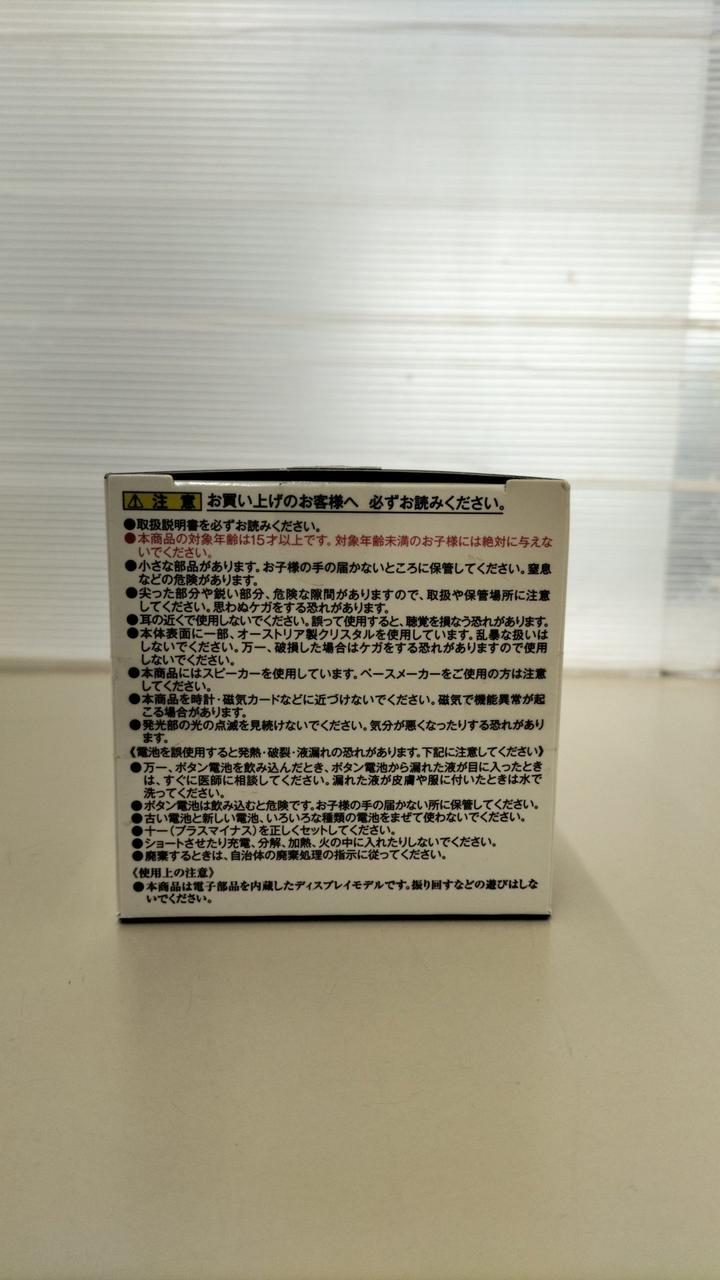 ⚠注意 お買い上げのお客様へ 必ずお読みください。
●取扱説明書を必ずお読みください。
●本商品の対象年齢は15才以上です。対象年齢未満のお子様には絶対に与えな
いでください。
●小さな部品があります。お子様の手の届かないところに保管してください。窒息
などの危険があります。
●尖った部分や鋭い部分、危険な隙間がありますので、取扱や保管場所に注意
してください。思わぬケガをする恐れがあります。
●耳の近くで使用しないでください。誤って使用すると、聴覚を損なう恐れがあります。
●本体表面に一部、オーストリア製クリスタルを使用しています。乱暴な扱いは
しないでください。万一、破損した場合はケガをする恐れがありますので使用
しないでください。
●本商品にはスピーカーを使用しています。ペースメーカーをご使用の方は注意
してください。
●本商品を時計・磁気カードなどに近づけないでください。磁気で機能異常が起
こる場合があります。
●発光部の光の点滅を見続けないでください。気分が悪くなったりする恐れがあり
ます。
《電池を誤使用すると発熱・破裂・液漏れの恐れがあります。下記に注意してください》
●万一、ボタン電池を飲み込んだとき、ボタン電池から漏れた液が目に入ったとき
は、すぐに医師に相談してください。漏れた液が皮膚や服に付いたときは水で
洗ってください。
●ボタン電池は飲み込むと危険です。お子様の手の届かない所に保管してください。
●古い電池と新しい電池、いろいろな種類の電池をまぜて使わないでください。
●＋－（プラスマイナス）を正しくセットしてください。
●ショートさせたり充電、分解、加熱、火の中に入れたりしないでください。
●廃棄するときは、自治体の廃棄処理の指示に従ってください。
《使用上の注意》
●本商品は電子部品を内蔵したディスプレイモデルです。振り回すなどの遊びはしな
いでください。